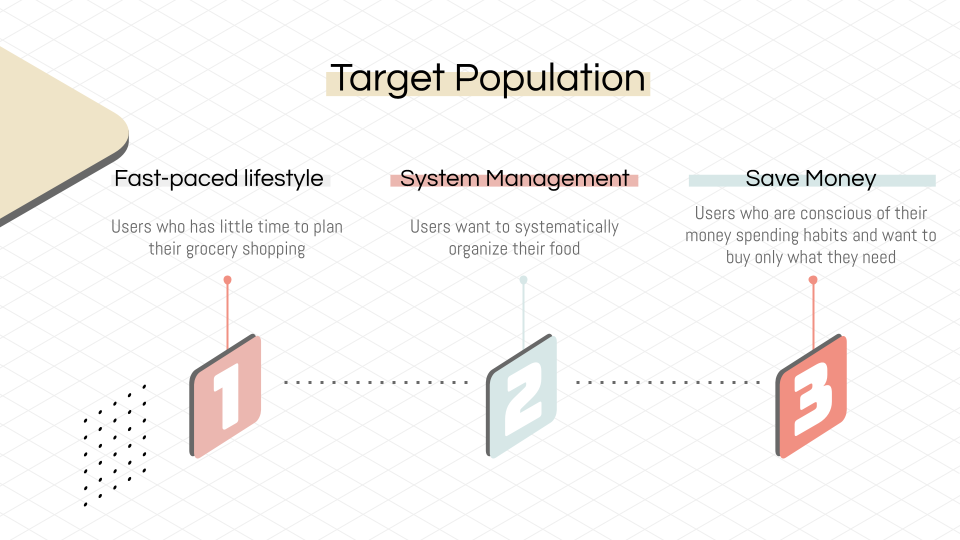 Target Population
Fast-paced lifestyle
Users who has little time to plan
their grocery shopping
System Management
Users want to systematically
organize their food
Save Money
Users who are conscious of their
money spending habits and want to
buy only what they need
1
2
3